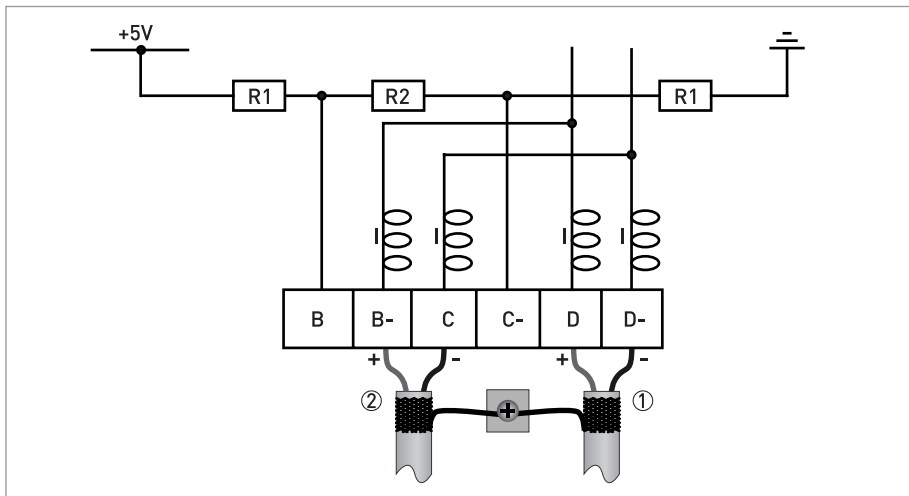 +5V
-
R1 R2 R1
I I I I
B B- C C- D D-
+ - + -
② ①
+